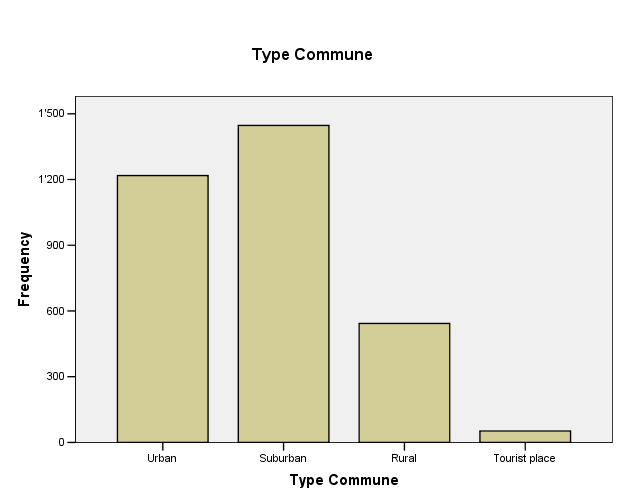 Type Commune
1'500
1'200
900
600
300
0
Frequency
Urban
Suburban
Rural
Tourist place
Type Commune